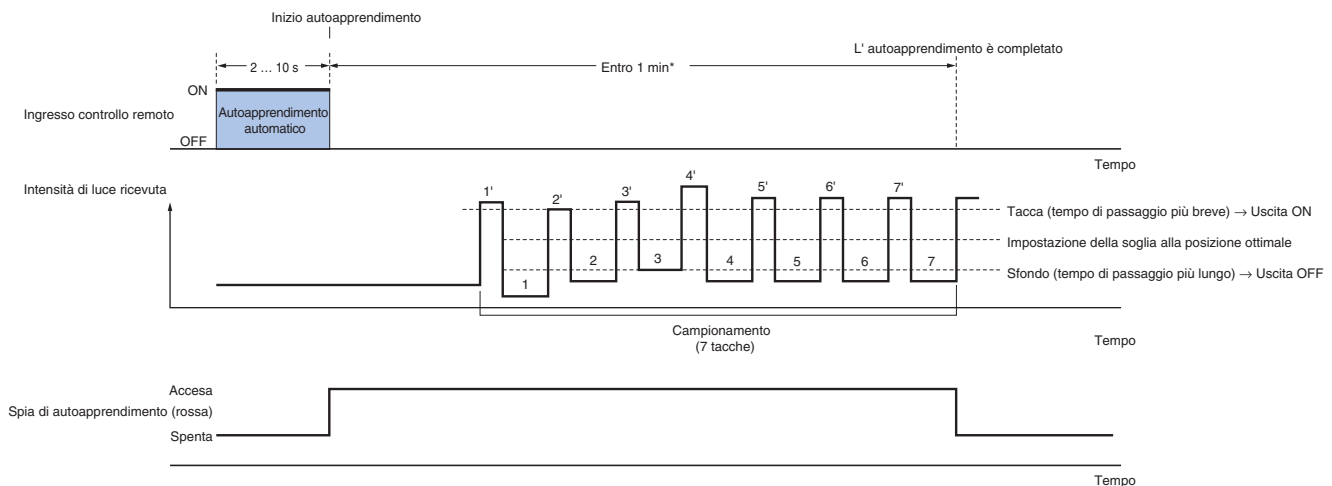 Inizio autoapprendimento
L' autoapprendimento è completato
2 ... 10 s
Entro 1 min*
ON
Ingresso controllo remoto
Autoapprendimento
automatico
OFF
Tempo
Intensità di luce ricevuta
1' 2' 3' 4' 5' 6' 7'
Tacca (tempo di passaggio più breve) → Uscita ON
Impostazione della soglia alla posizione ottimale
1 2 3 4 5 6 7
Sfondo (tempo di passaggio più lungo) → Uscita OFF
Campionamento
(7 tacche)
Tempo
Accesa
Spia di autoapprendimento (rossa)
Spenta
Tempo